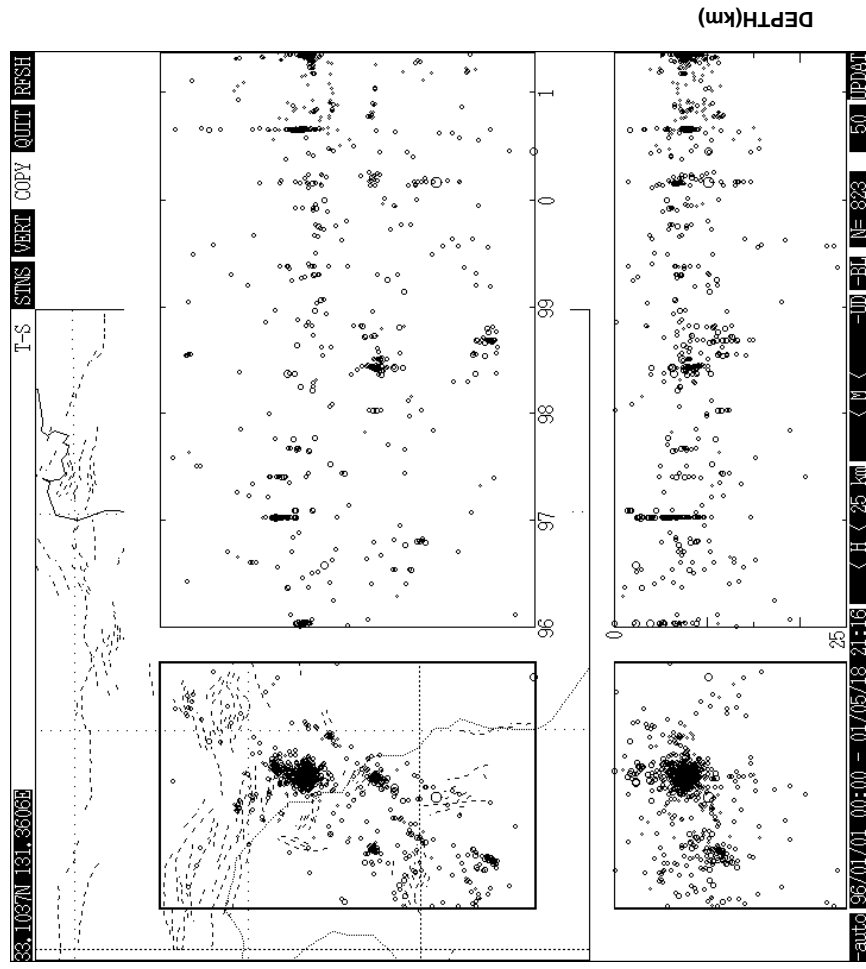 33.1037N 131.3606E T-S STNS VERT COPY QUIT RFSH
96 97 98 99 0 1
0
25
DEPTH(km)
-auto 96/01/01 00:00 - 01/05/18 21:16 < H < 25 km < M < -UD -BL N= 823 50 UPDAT